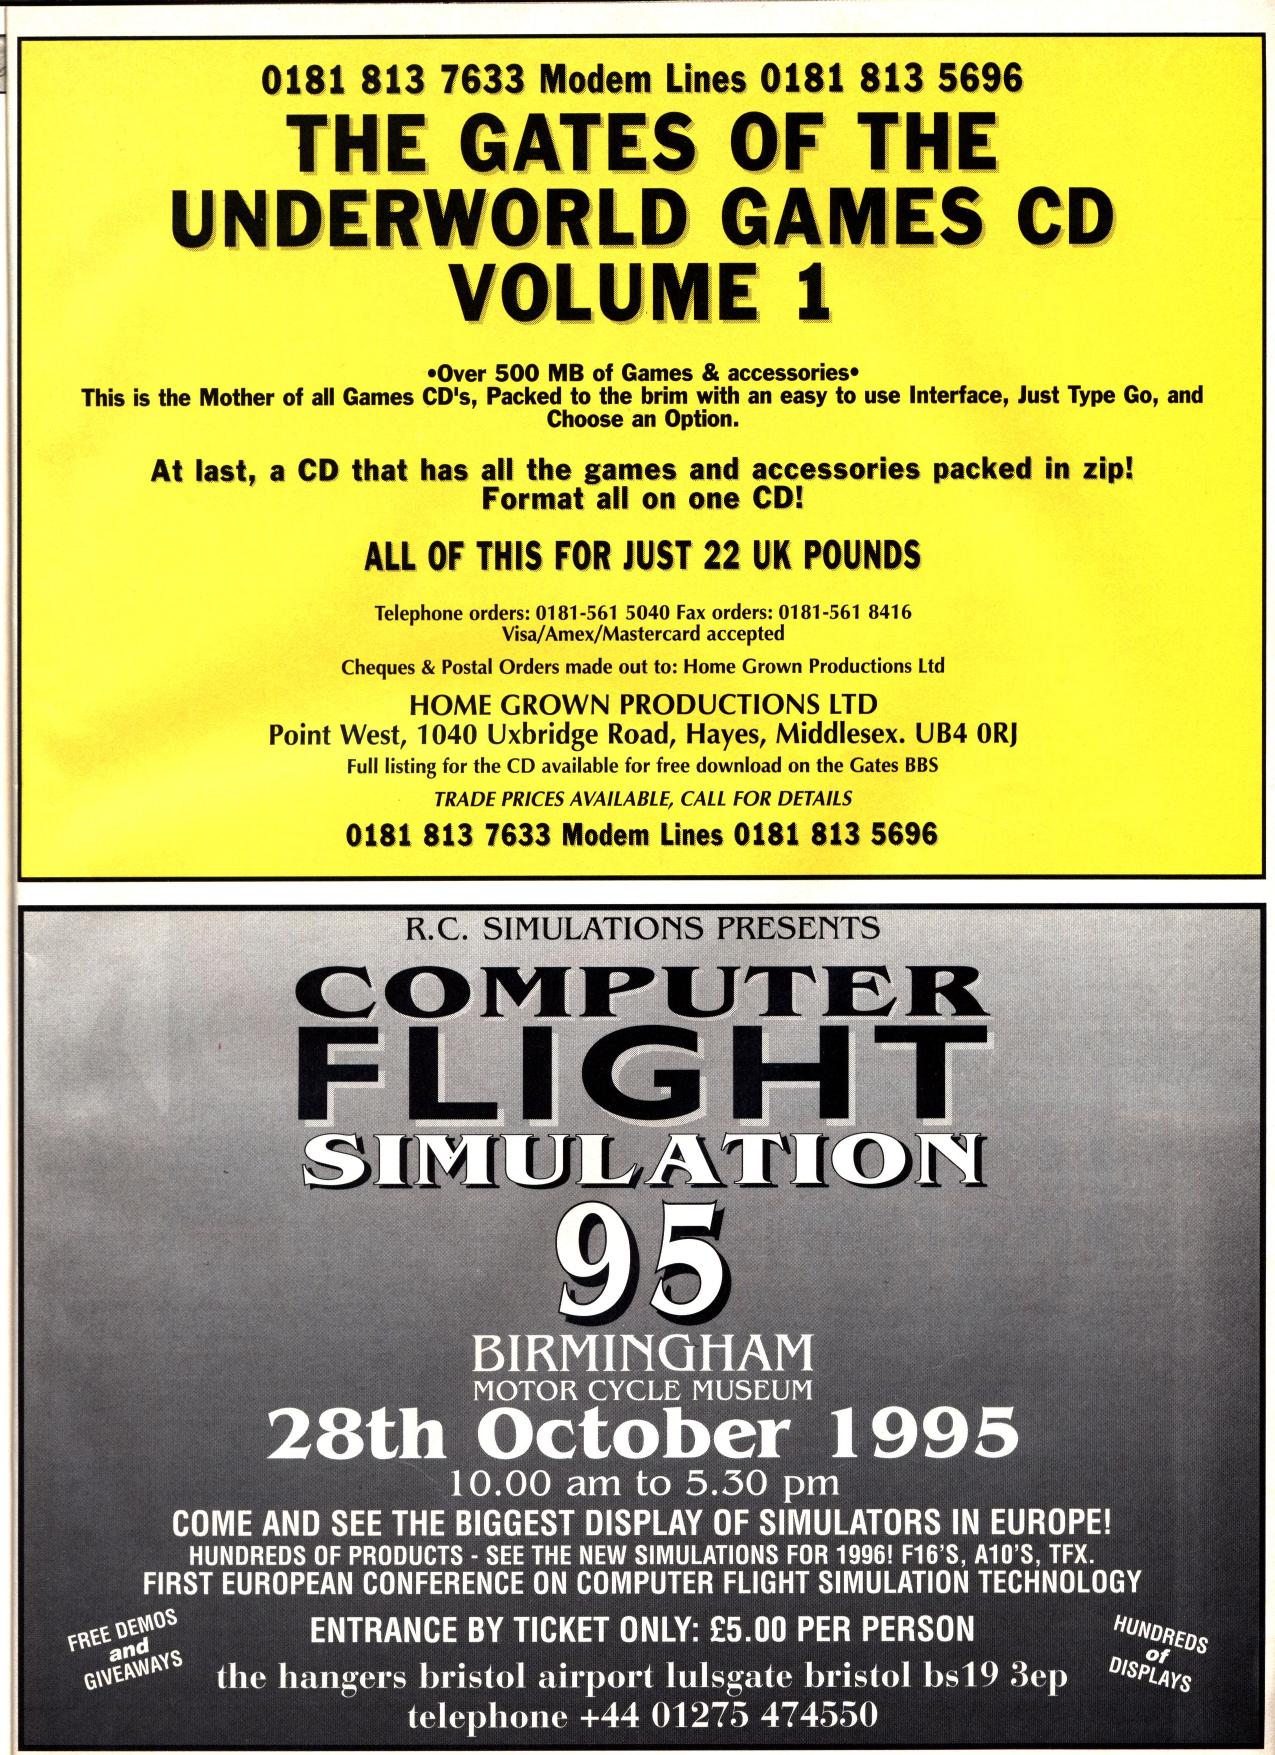 0181 813 7633 Modem Lines 0181 813 5696
THE GATES OF THE
UNDERWORLD GAMES CD
VOLUME 1
•Over 500 MB of Games & accessories•
This is the Mother of all Games CD's, Packed to the brim with an easy to use Interface, Just Type Go, and
Choose an Option.
At last, a CD that has all the games and accessories packed in zip!
Format all on one CD!
ALL OF THIS FOR JUST 22 UK POUNDS
Telephone orders: 0181-561 5040 Fax orders: 0181-561 8416
Visa/Amex/Mastercard accepted
Cheques & Postal Orders made out to: Home Grown Productions Ltd
HOME GROWN PRODUCTIONS LTD
Point West, 1040 Uxbridge Road, Hayes, Middlesex. UB4 0RJ
Full listing for the CD available for free download on the Gates BBS
TRADE PRICES AVAILABLE, CALL FOR DETAILS
0181 813 7633 Modem Lines 0181 813 5696
R.C. SIMULATIONS PRESENTS
COMPUTER
FLIGHT
SIMULATION
95
BIRMINGHAM
MOTOR CYCLE MUSEUM
28th October 1995
10.00 am to 5.30 pm
COME AND SEE THE BIGGEST DISPLAY OF SIMULATORS IN EUROPE!
HUNDREDS OF PRODUCTS - SEE THE NEW SIMULATIONS FOR 1996! F16'S, A10'S, TFX.
FIRST EUROPEAN CONFERENCE ON COMPUTER FLIGHT SIMULATION TECHNOLOGY
FREE DEMOS
and
GIVEAWAYS
ENTRANCE BY TICKET ONLY: £5.00 PER PERSON
HUNDREDS
of
DISPLAYS
the hangers bristol airport lulsgate bristol bs19 3ep
telephone +44 01275 474550